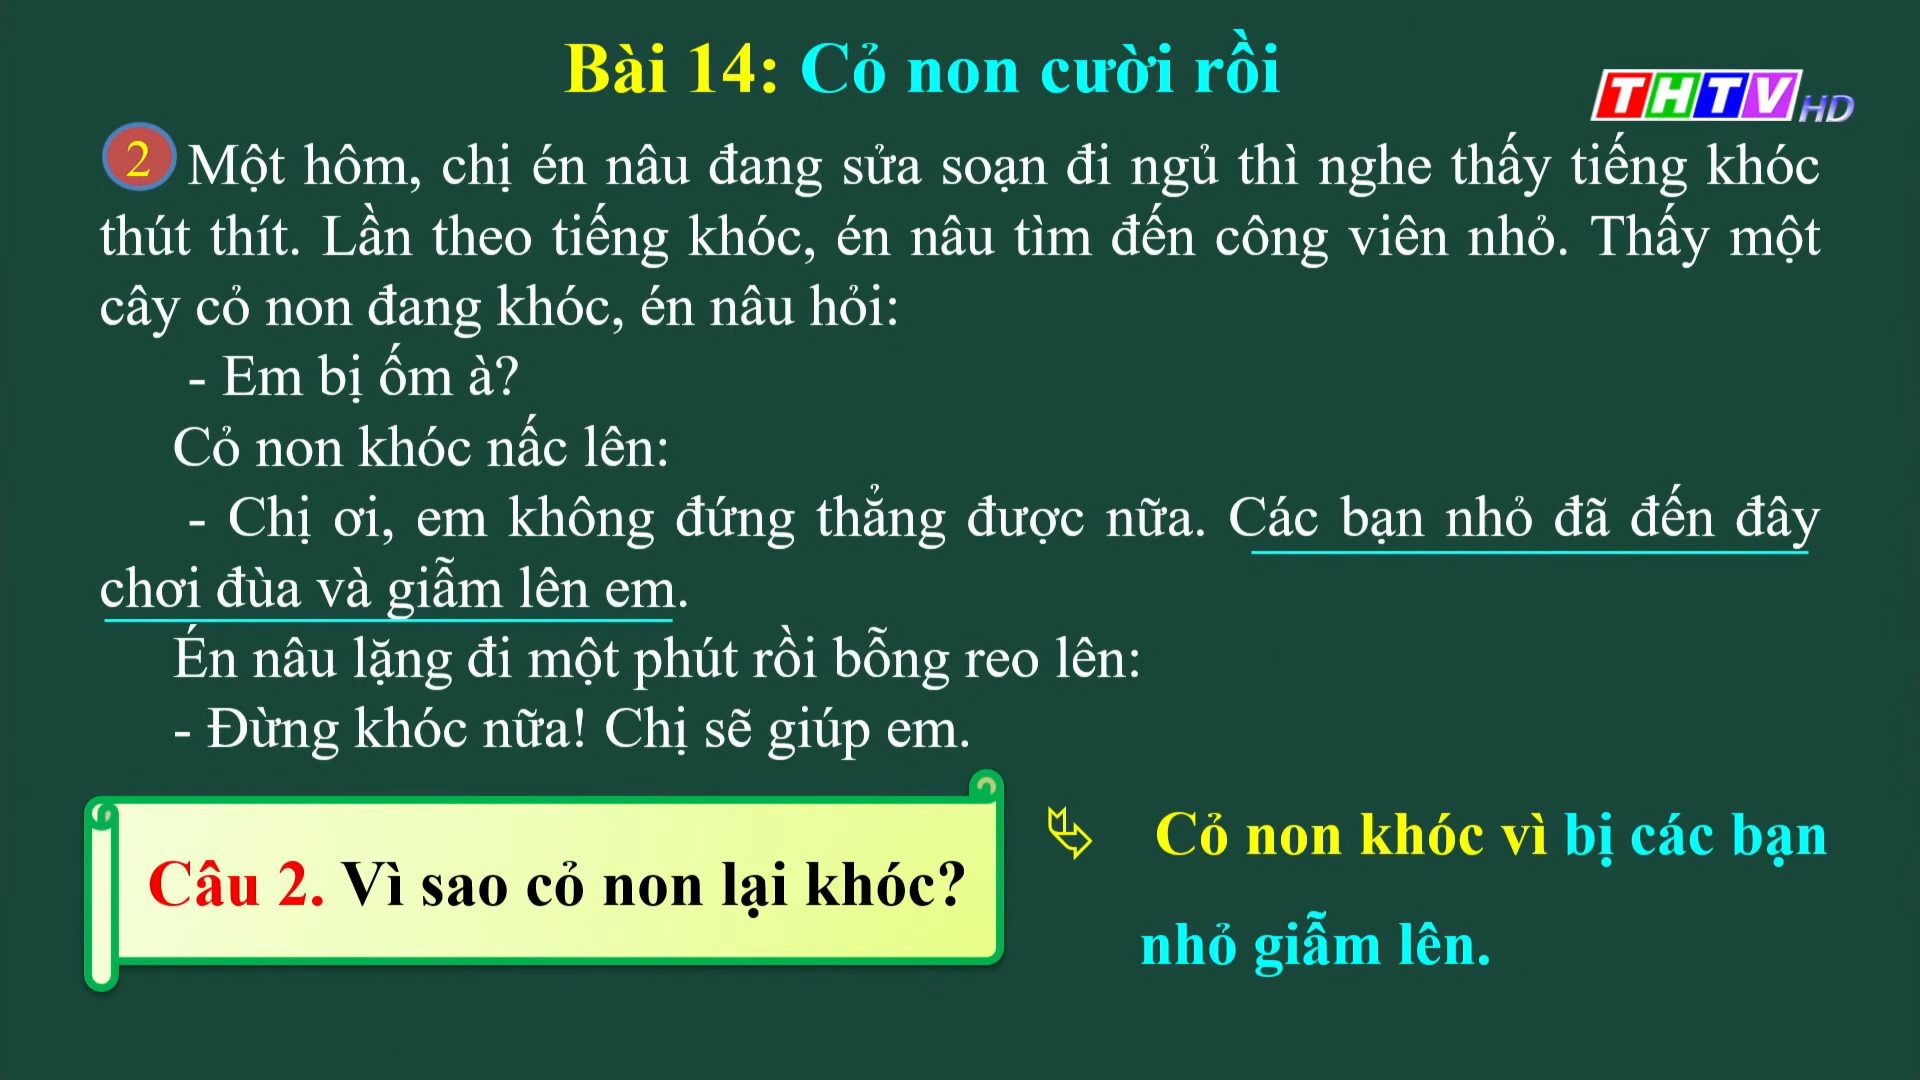 Bài 14: Cỏ non cười rồi
THTV HD
2 Một hôm, chị én nâu đang sửa soạn đi ngủ thì nghe thấy tiếng khóc
thút thít. Lần theo tiếng khóc, én nâu tìm đến công viên nhỏ. Thấy một
cây cỏ non đang khóc, én nâu hỏi:
- Em bị ốm à?
Cỏ non khóc nấc lên:
- Chị ơi, em không đứng thẳng được nữa. Các bạn nhỏ đã đến đây
chơi đùa và giẫm lên em.
Én nâu lặng đi một phút rồi bỗng reo lên:
- Đừng khóc nữa! Chị sẽ giúp em.
Câu 2. Vì sao cỏ non lại khóc?
Cỏ non khóc vì bị các bạn
nhỏ giẫm lên.